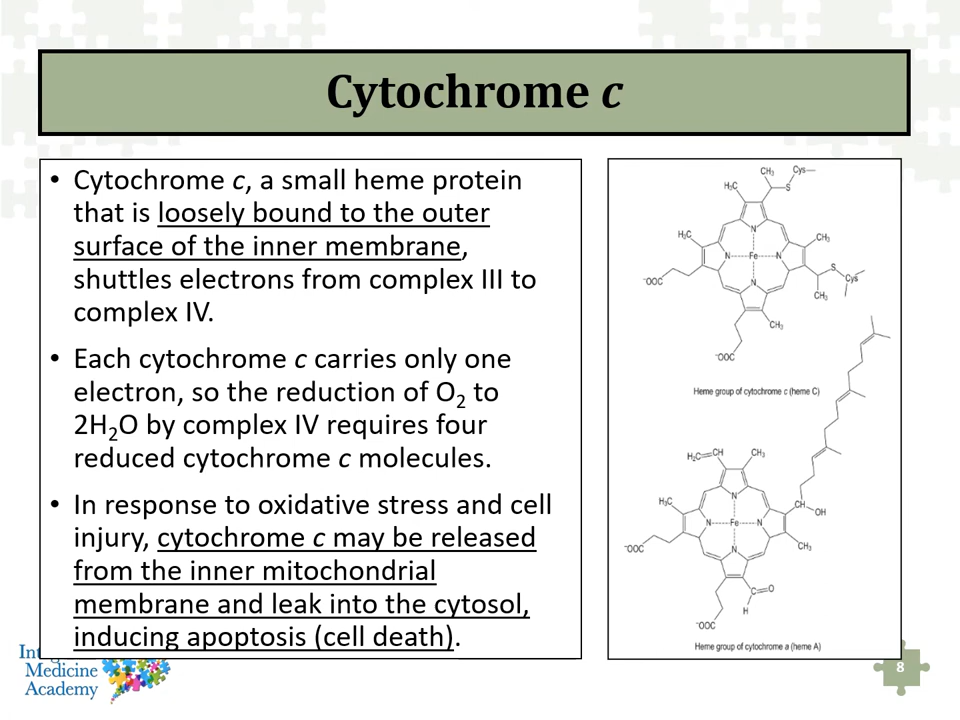 Cytochrome c
• Cytochrome c, a small heme protein
that is loosely bound to the outer
surface of the inner membrane,
shuttles electrons from complex III to
complex IV.
• Each cytochrome c carries only one
electron, so the reduction of O₂ to
2H₂O by complex IV requires four
reduced cytochrome c molecules.
• In response to oxidative stress and cell
injury, cytochrome c may be released
from the inner mitochondrial
membrane and leak into the cytosol,
inducing apoptosis (cell death).
CH₃
Cys
H₃C
S
N
H₃C
CH₃
N
Fe
N
S
Cys
⁻OOC
N
CH₃
CH₃
⁻OOC
Heme group of cytochrome c (heme C)
H₂C=CH
CH₃
N
H₃C
CH
OH
N
Fe
N
⁻OOC
N
CH₃
C=O
H
⁻OOC
Heme group of cytochrome a (heme A)
Medicine
Academy
8